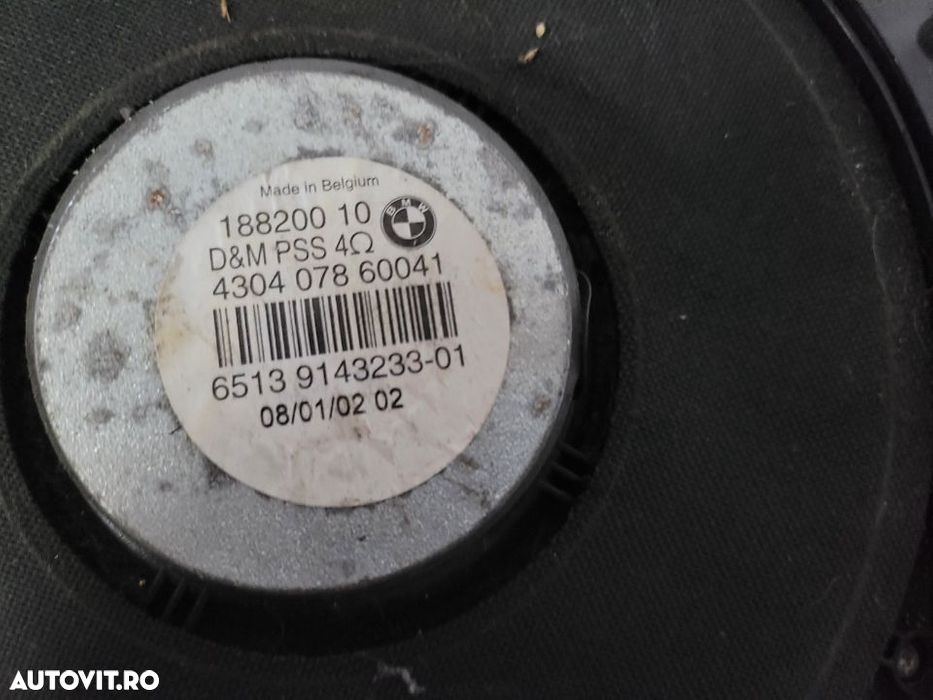 Made in Belgium
188200 10
BMW
D&M PSS 4Ω
4304 078 60041
6513 9143233-01
08/01/02 02
AUTOVIT.RO